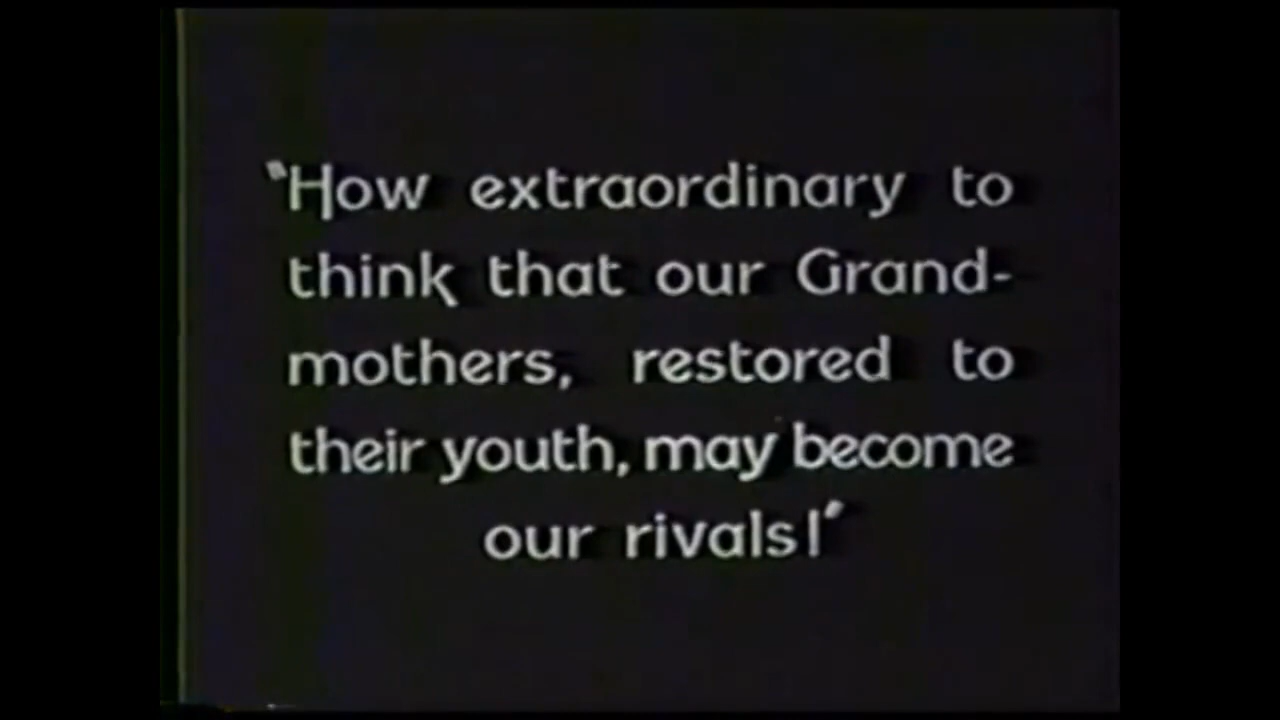 "How extraordinary to
think that our Grand-
mothers, restored to
their youth, may become
our rivals!"